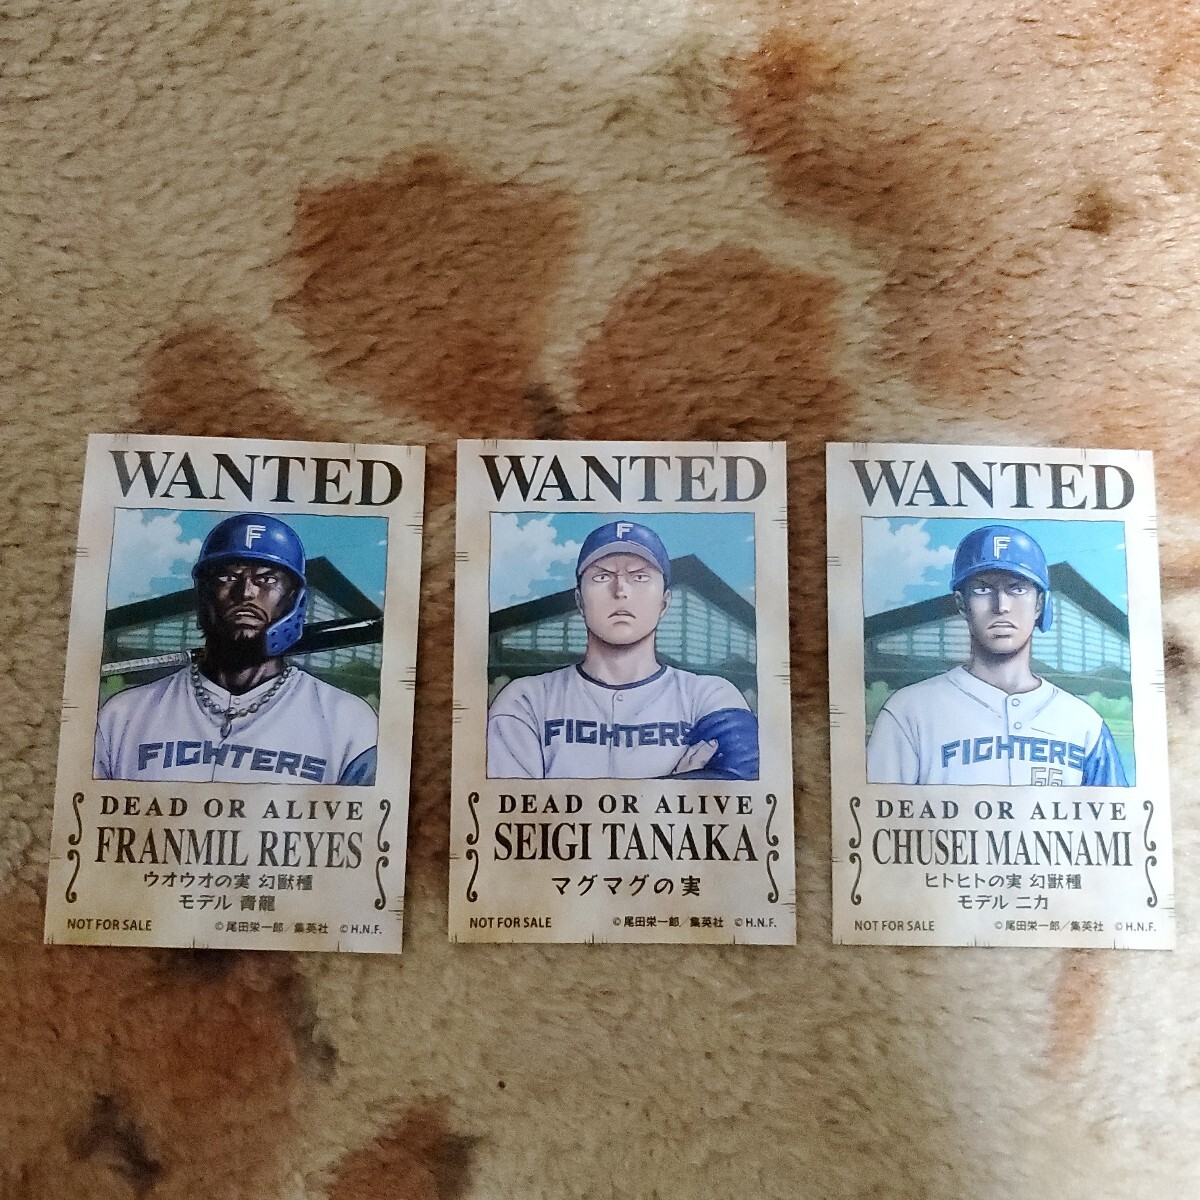 WANTED
F
FIGHTERS
DEAD OR ALIVE
FRANMIL REYES
ウオウオの実 幻獣種
モデル 青龍
NOT FOR SALE
©尾田栄一郎／集英社 ©H.N.F.
WANTED
F
FIGHTERS
DEAD OR ALIVE
SEIGI TANAKA
マグマグの実
NOT FOR SALE
©尾田栄一郎／集英社 ©H.N.F.
WANTED
F
FIGHTERS
66
DEAD OR ALIVE
CHUSEI MANNAMI
ヒトヒトの実 幻獣種
モデル ニカ
NOT FOR SALE
©尾田栄一郎／集英社 ©H.N.F.